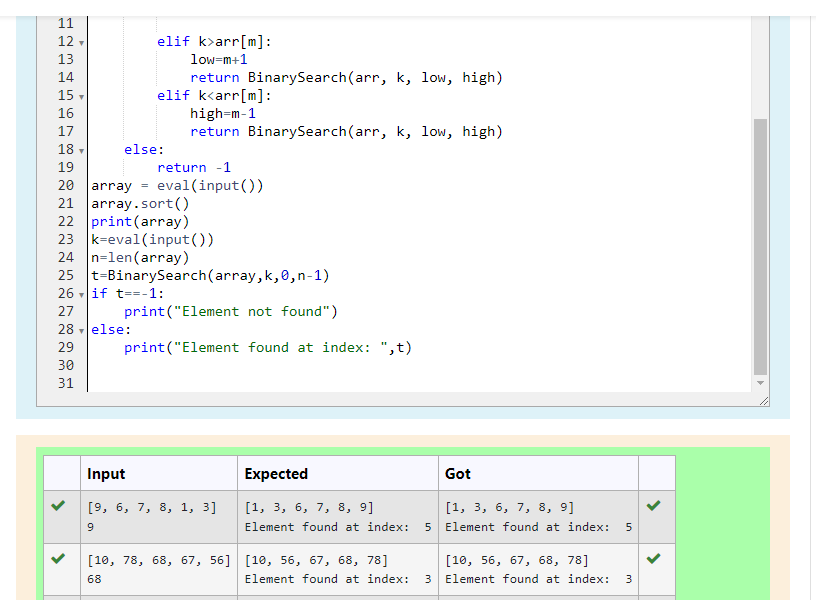 11
12 elif k>arr[m]:
13 low=m+1
14 return BinarySearch(arr, k, low, high)
15 elif k<arr[m]:
16 high=m-1
17 return BinarySearch(arr, k, low, high)
18 else:
19 return -1
20 array = eval(input())
21 array.sort()
22 print(array)
23 k=eval(input())
24 n=len(array)
25 t=BinarySearch(array,k,0,n-1)
26 if t==-1:
27 print("Element not found")
28 else:
29 print("Element found at index: ",t)
30
31
Input Expected Got
[9, 6, 7, 8, 1, 3] [1, 3, 6, 7, 8, 9] [1, 3, 6, 7, 8, 9]
9 Element found at index:  5 Element found at index:  5
[10, 78, 68, 67, 56] [10, 56, 67, 68, 78] [10, 56, 67, 68, 78]
68 Element found at index:  3 Element found at index:  3